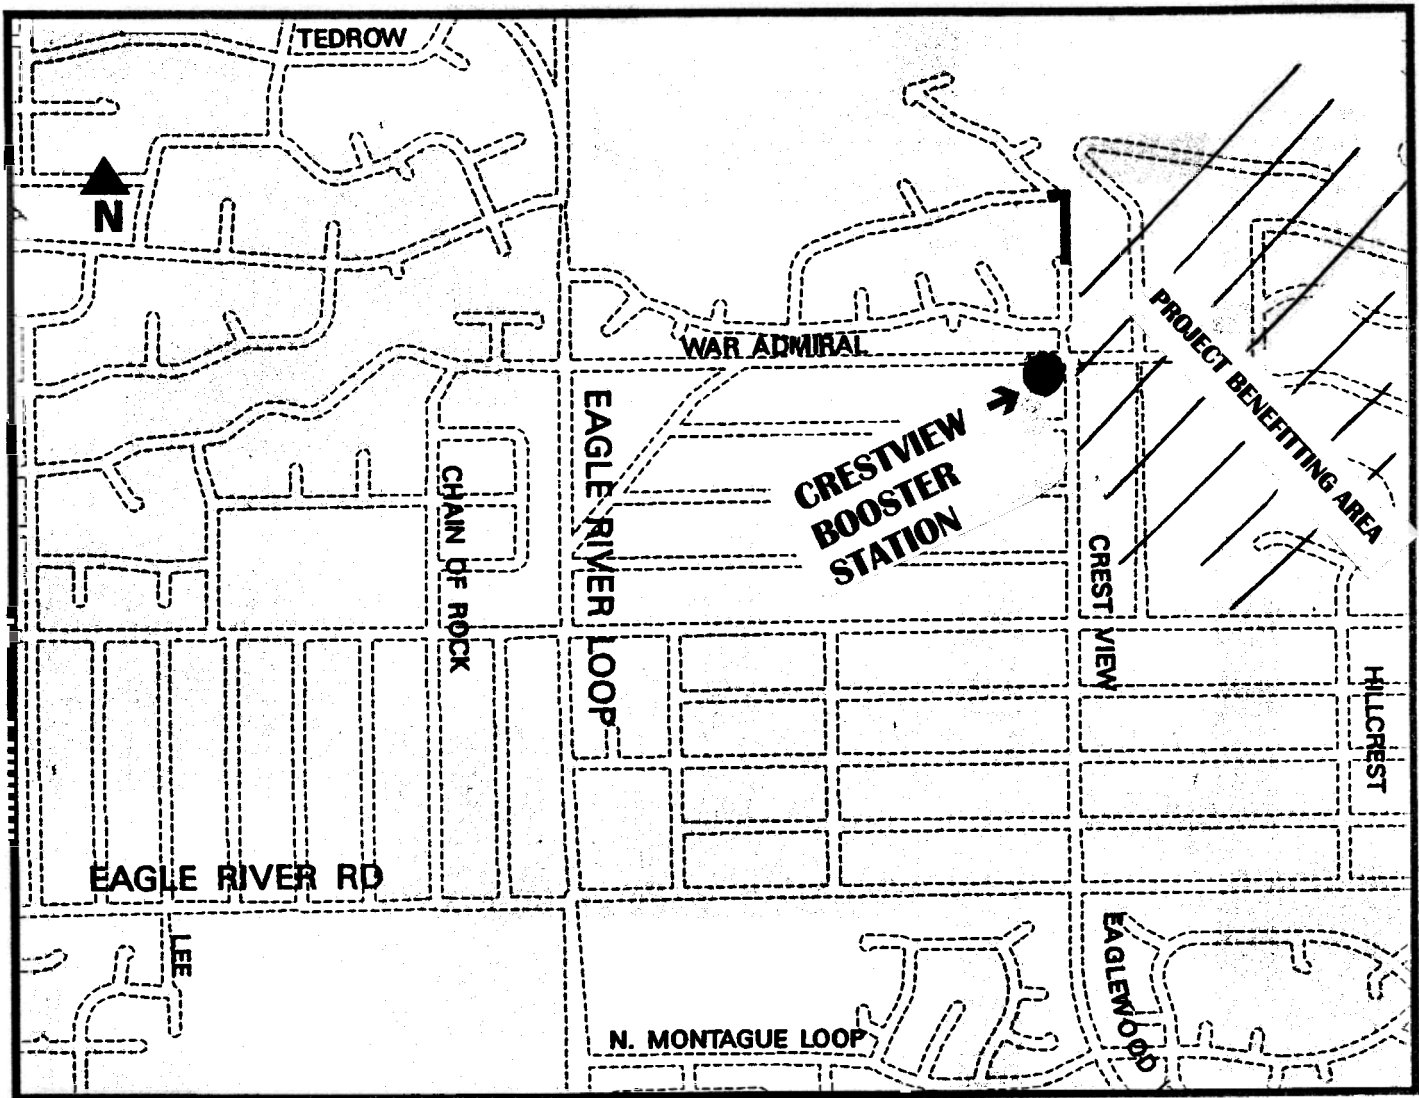 TEDROW
N
WAR ADMIRAL
PROJECT BENEFITTING AREA
EAGLE RIVER LOOP
CRESTVIEW
BOOSTER
STATION
CHAIN OF ROCK
CREST VIEW
HILLCREST
EAGLE RIVER RD
LEE
EAGLEWOOD
N. MONTAGUE LOOP